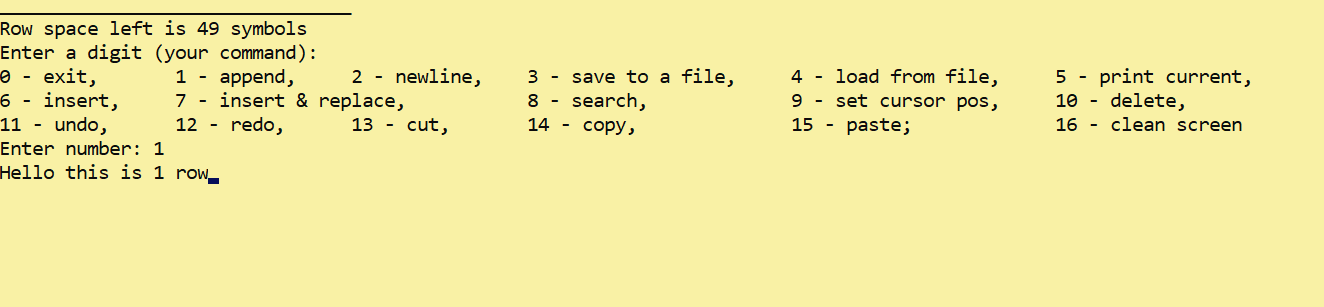 Row space left is 49 symbols
Enter a digit (your command):
0 - exit, 1 - append, 2 - newline, 3 - save to a file, 4 - load from file, 5 - print current,
6 - insert, 7 - insert & replace, 8 - search, 9 - set cursor pos, 10 - delete,
11 - undo, 12 - redo, 13 - cut, 14 - copy, 15 - paste; 16 - clean screen
Enter number: 1
Hello this is 1 row